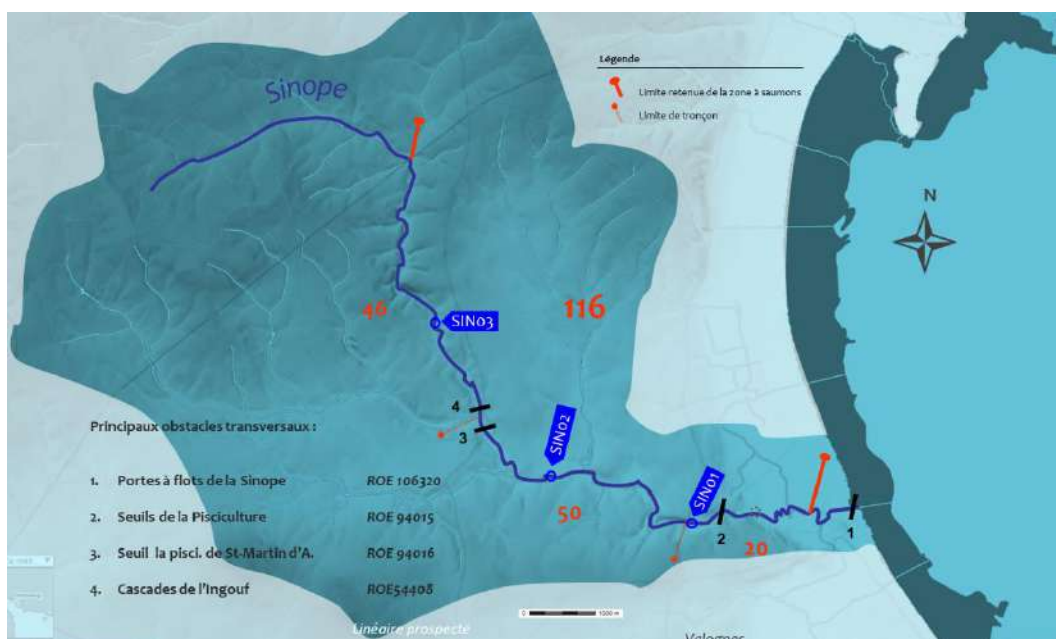 Sinope
Légende
Limite retenue de la zone à saumons
Limite de tronçon
N
46
SIN03
116
4
3
SIN02
50
SIN01
2
20
1
Principaux obstacles transversaux :
1. Portes à flots de la Sinope ROE 106320
2. Seuils de la Pisciculture ROE 94015
3. Seuil la pisci. de St-Martin d'A. ROE 94016
4. Cascades de l'Ingouf ROE54408
0 1500 m
Linéaire prospecté
Valognes